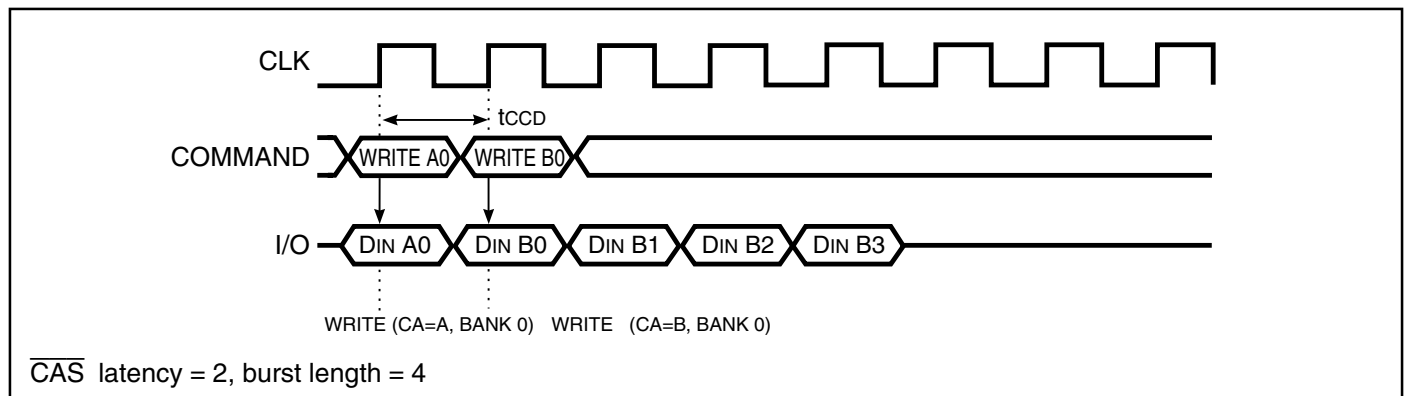 CLK
tCCD
COMMAND WRITE A0 WRITE B0
I/O DIN A0 DIN B0 DIN B1 DIN B2 DIN B3
WRITE (CA=A, BANK 0) WRITE (CA=B, BANK 0)
CAS latency = 2, burst length = 4